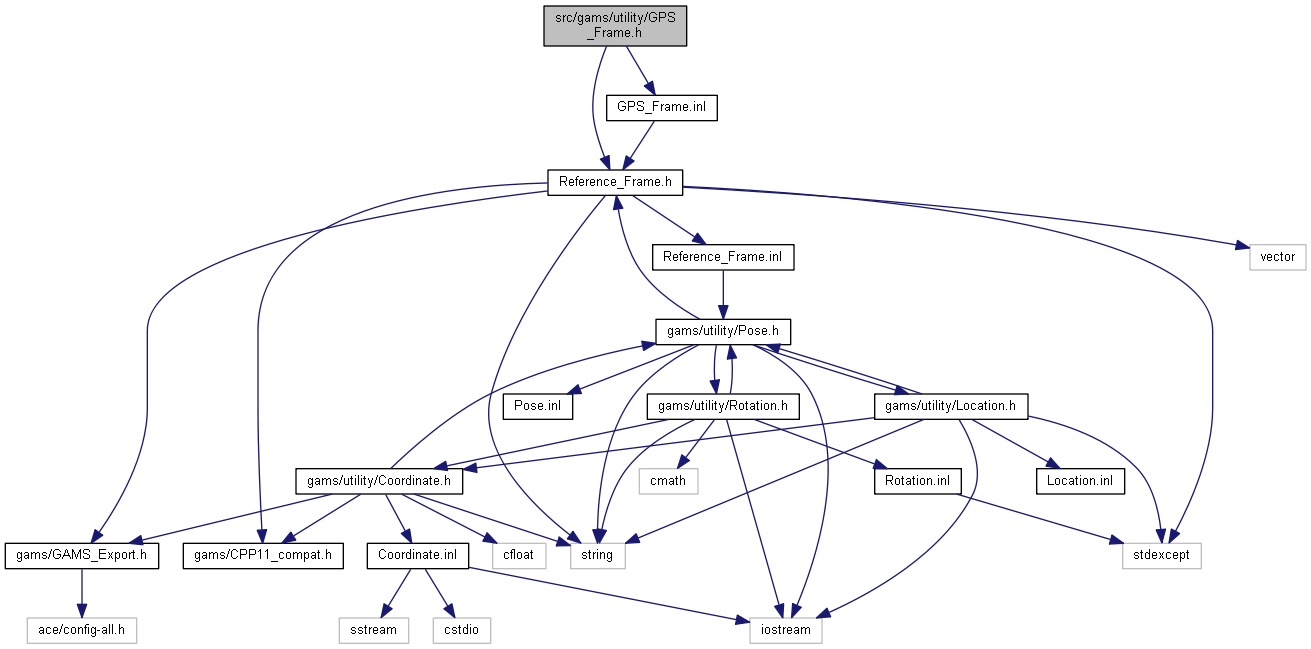 src/gams/utility/GPS
_Frame.h
GPS_Frame.inl
Reference_Frame.h
Reference_Frame.inl
vector
gams/utility/Pose.h
Pose.inl
gams/utility/Rotation.h
gams/utility/Location.h
gams/utility/Coordinate.h
cmath
Rotation.inl
Location.inl
gams/GAMS_Export.h
gams/CPP11_compat.h
Coordinate.inl
cfloat
string
stdexcept
ace/config-all.h
sstream
cstdio
iostream